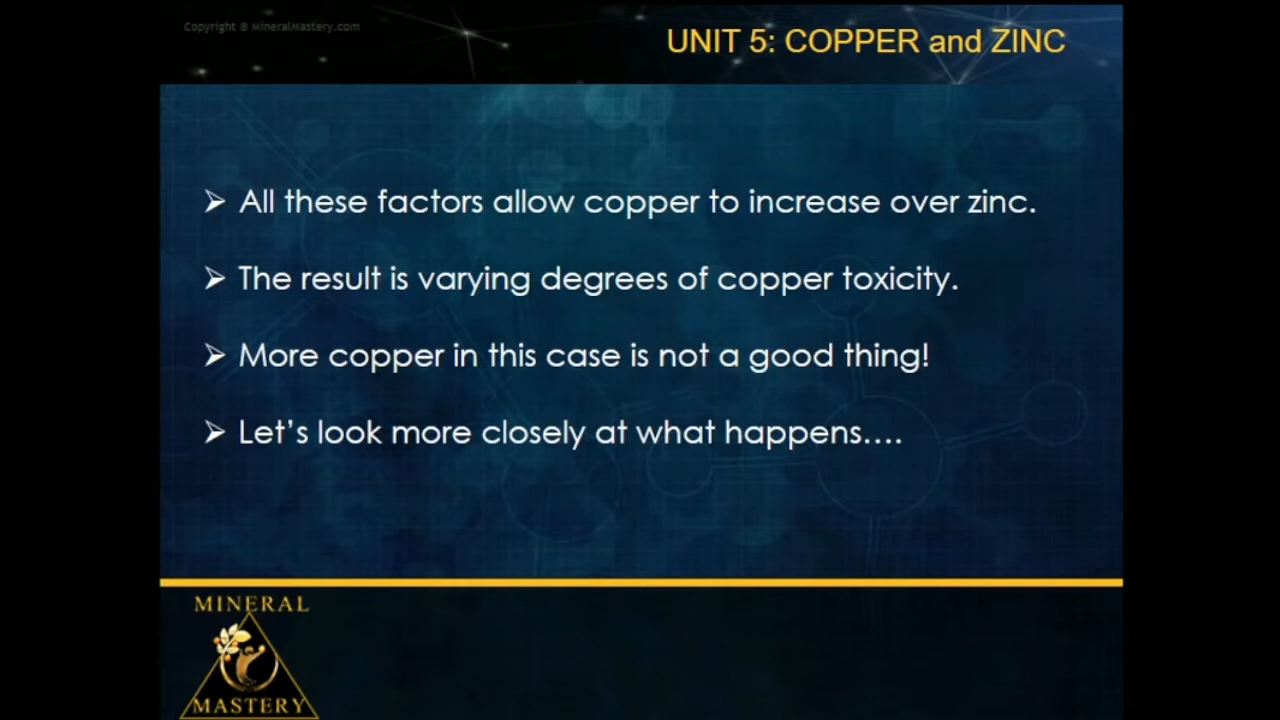 Copyright ® MineralMastery.com
UNIT 5: COPPER and ZINC
➢ All these factors allow copper to increase over zinc.
➢ The result is varying degrees of copper toxicity.
➢ More copper in this case is not a good thing!
➢ Let’s look more closely at what happens….
MINERAL
MASTERY